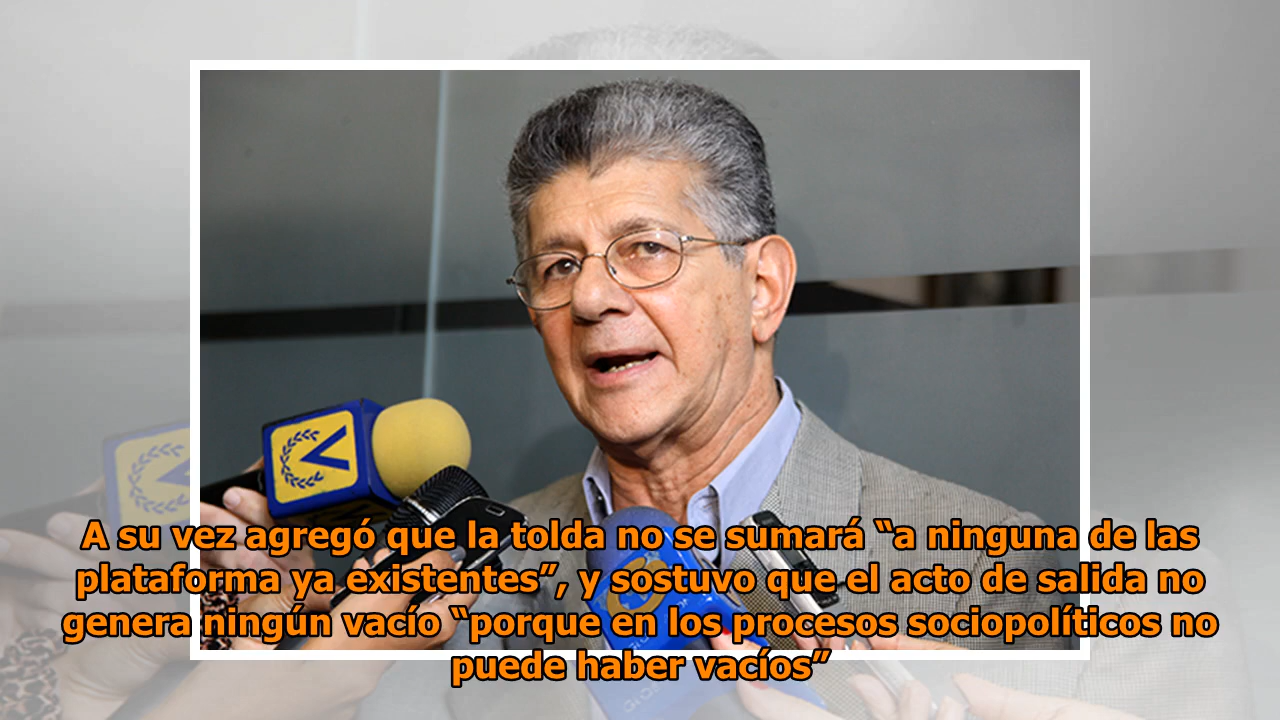 V
A su vez agregó que la tolda no se sumará “a ninguna de las
plataforma ya existentes”, y sostuvo que el acto de salida no
genera ningún vacío “porque en los procesos sociopolíticos no
puede haber vacíos”